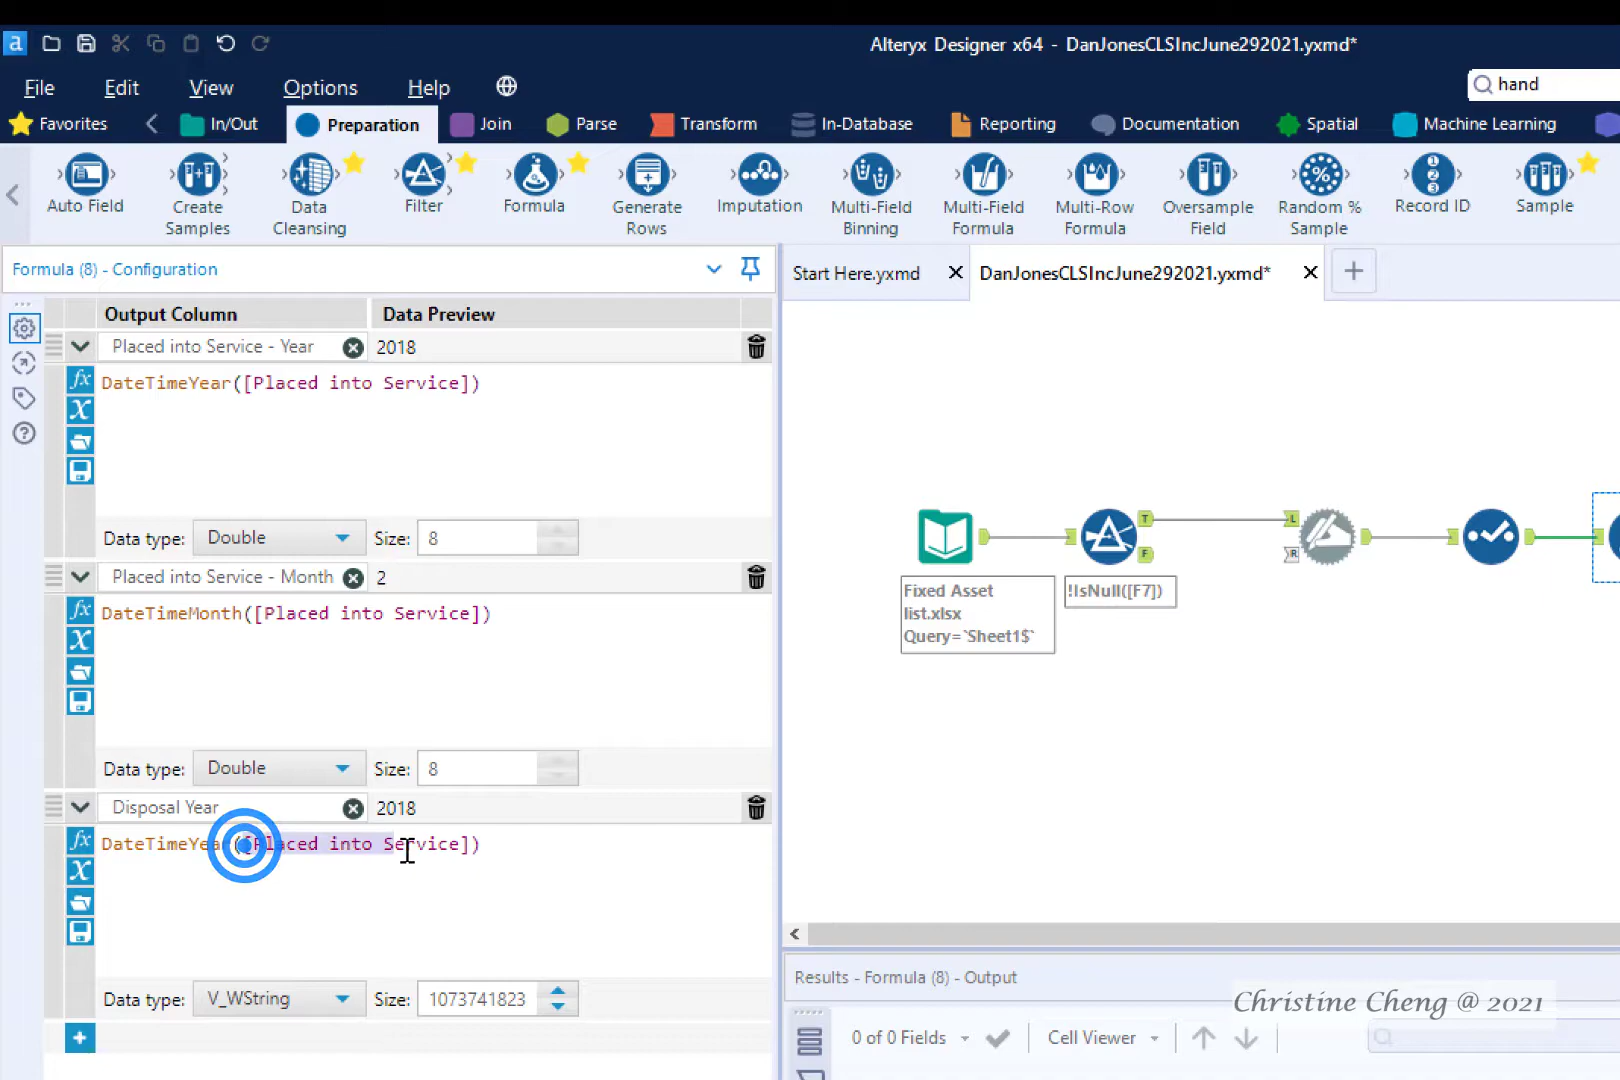 a
Alteryx Designer x64 - DanJonesCLSIncJune292021.yxmd*
File Edit View Options Help
hand
Favorites In/Out Preparation Join Parse Transform In-Database Reporting Documentation Spatial Machine Learning
Auto Field
Create Samples
Data Cleansing
Filter
Formula
Generate Rows
Imputation
Multi-Field Binning
Multi-Field Formula
Multi-Row Formula
Oversample Field
Random % Sample
Record ID
Sample
Formula (8) - Configuration
Start Here.yxmd
DanJonesCLSIncJune292021.yxmd*
Output Column Data Preview
Placed into Service - Year 2018
DateTimeYear([Placed into Service])
Data type: Double Size: 8
Placed into Service - Month 2
DateTimeMonth([Placed into Service])
Data type: Double Size: 8
Disposal Year 2018
DateTimeYear([Placed into Service])
Data type: V_WString Size: 1073741823
T
F
L
R
Fixed Asset
list.xlsx
Query=`Sheet1$`
!IsNull([F7])
Results - Formula (8) - Output
Christine Cheng @ 2021
0 of 0 Fields Cell Viewer